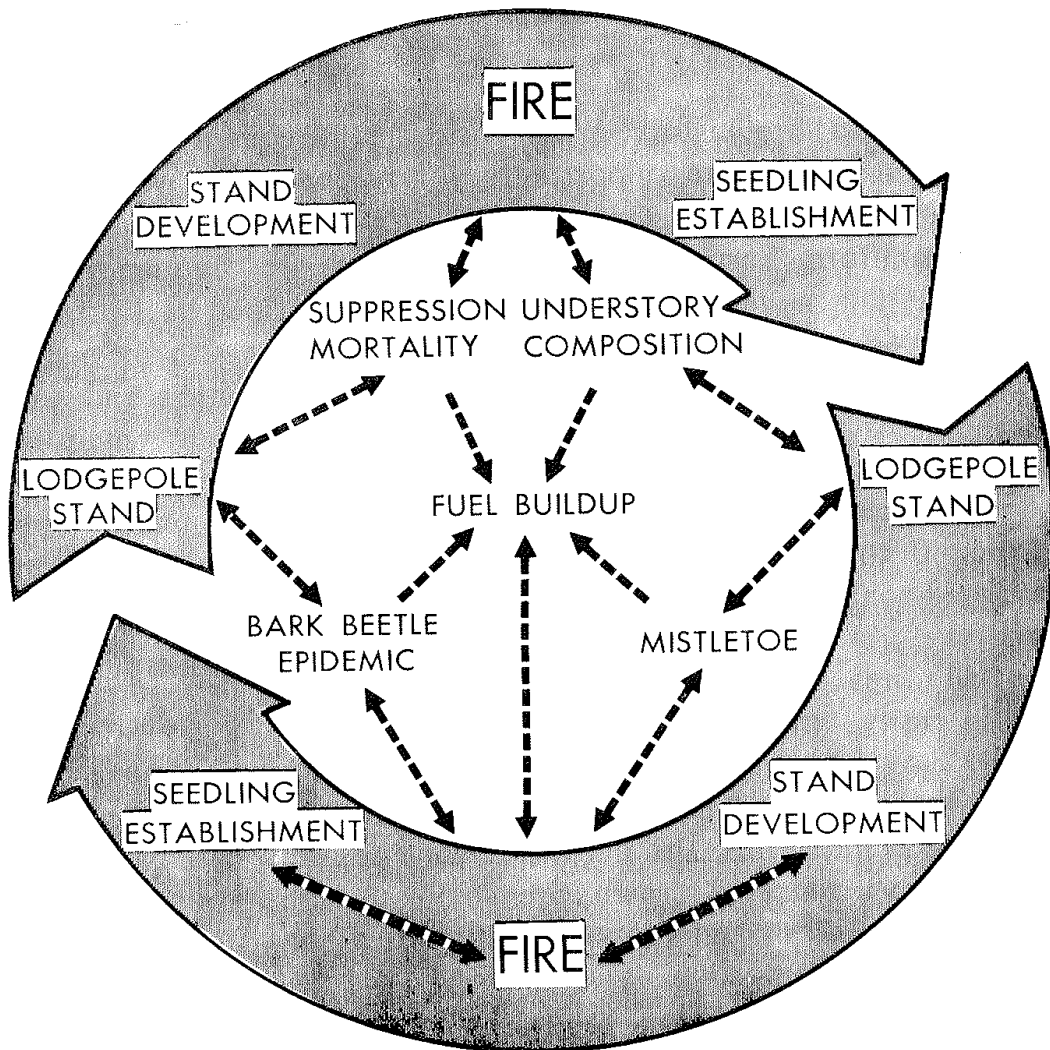 FIRE
STAND
DEVELOPMENT
SEEDLING
ESTABLISHMENT
SUPPRESSION
MORTALITY
UNDERSTORY
COMPOSITION
LODGEPOLE
STAND
FUEL BUILDUP
LODGEPOLE
STAND
BARK BEETLE
EPIDEMIC
MISTLETOE
SEEDLING
ESTABLISHMENT
STAND
DEVELOPMENT
FIRE